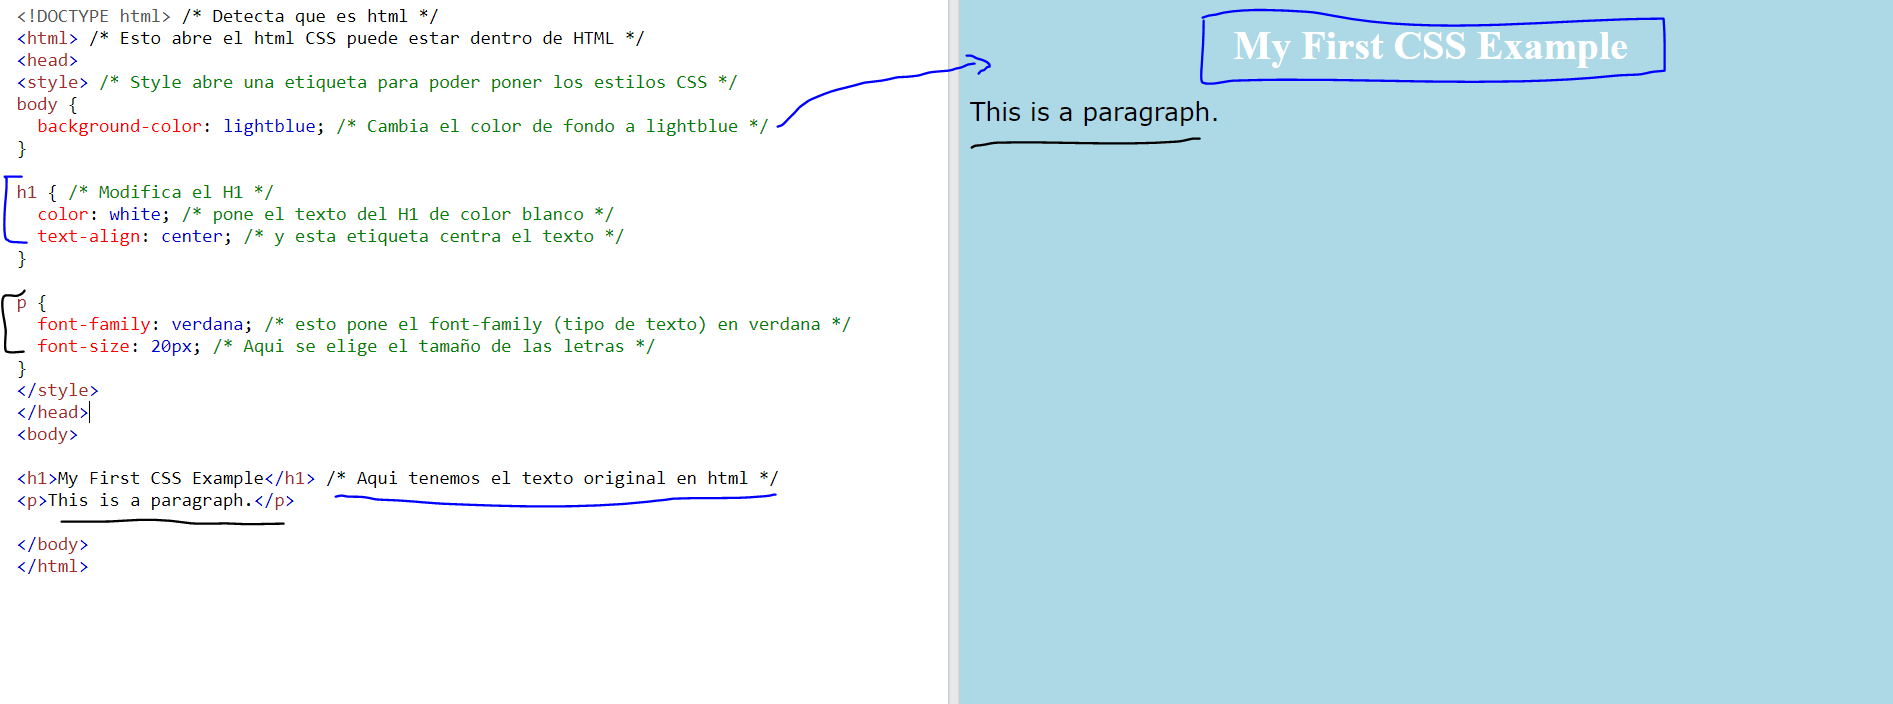 <!DOCTYPE html> /* Detecta que es html */
<html> /* Esto abre el html CSS puede estar dentro de HTML */
<head>
<style> /* Style abre una etiqueta para poder poner los estilos CSS */
body {
  background-color: lightblue; /* Cambia el color de fondo a lightblue */
}

h1 { /* Modifica el H1 */
  color: white; /* pone el texto del H1 de color blanco */
  text-align: center; /* y esta etiqueta centra el texto */
}

p {
  font-family: verdana; /* esto pone el font-family (tipo de texto) en verdana */
  font-size: 20px; /* Aqui se elige el tamaño de las letras */
}
</style>
</head>
<body>

<h1>My First CSS Example</h1> /* Aqui tenemos el texto original en html */
<p>This is a paragraph.</p>

</body>
</html>

My First CSS Example
This is a paragraph.